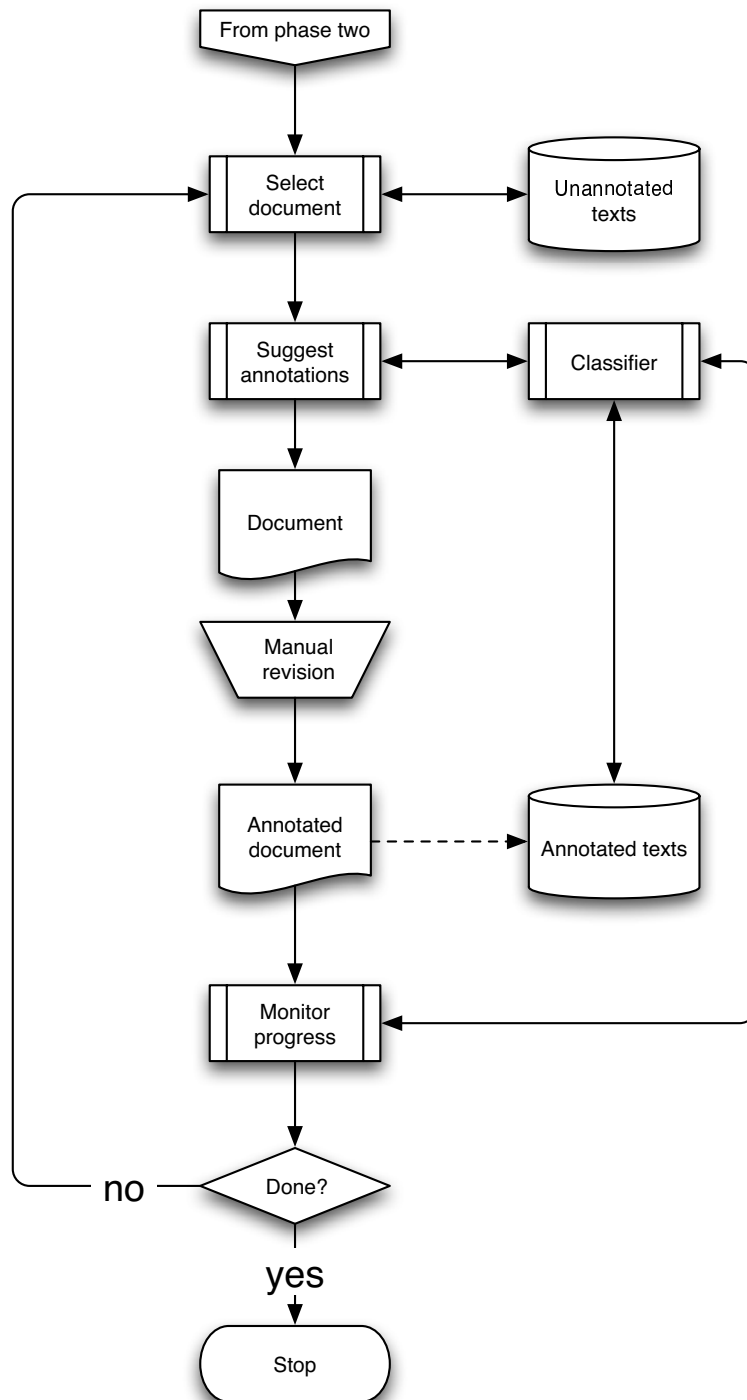 From phase two
Select
document
Unannotated
texts
Suggest
annotations
Classifier
Document
Manual
revision
Annotated
document
Annotated texts
Monitor
progress
Done?
no
yes
Stop